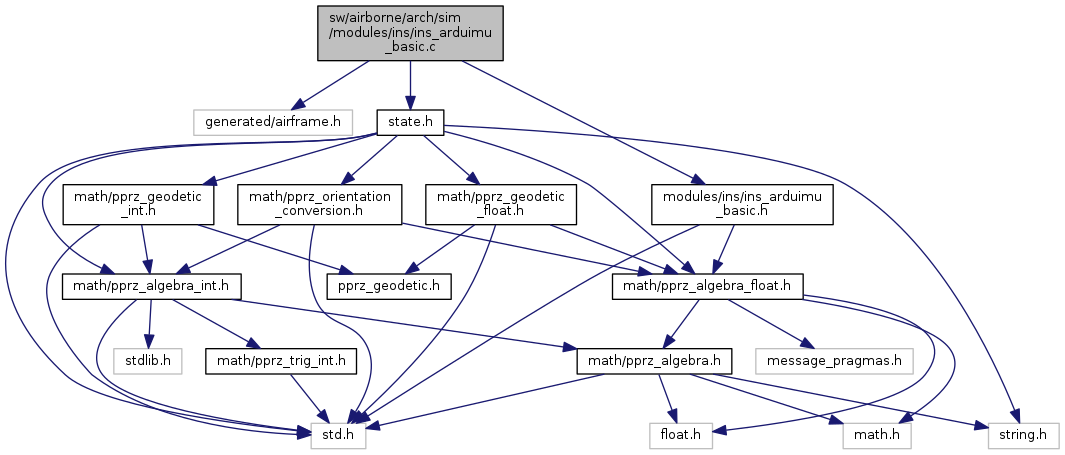 sw/airborne/arch/sim
/modules/ins/ins_arduimu
_basic.c
generated/airframe.h
state.h
math/pprz_geodetic
_int.h
math/pprz_orientation
_conversion.h
math/pprz_geodetic
_float.h
modules/ins/ins_arduimu
_basic.h
math/pprz_algebra_int.h
pprz_geodetic.h
math/pprz_algebra_float.h
stdlib.h
math/pprz_trig_int.h
math/pprz_algebra.h
message_pragmas.h
std.h
float.h
math.h
string.h